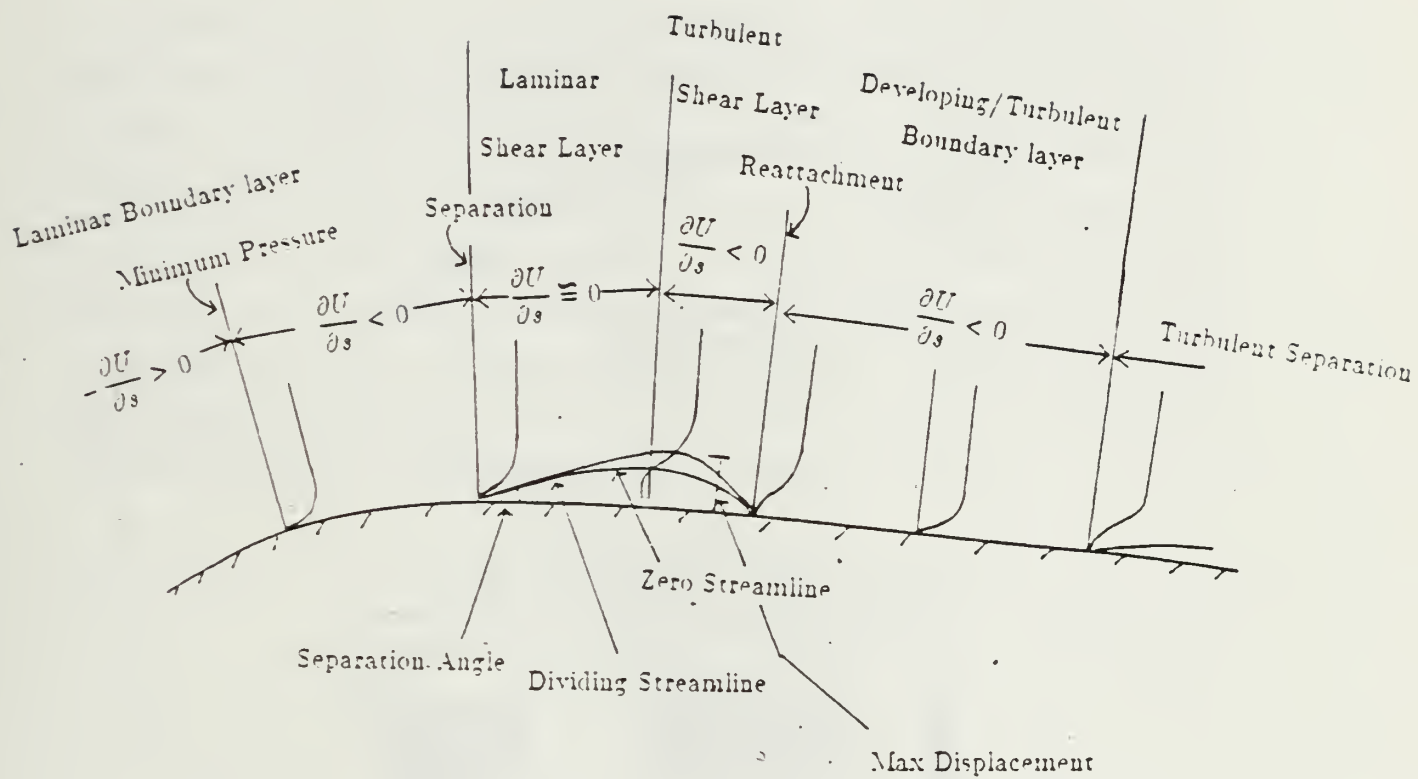 Turbulent
Laminar
Shear Layer
Shear Layer
Developing/Turbulent
Boundary layer
Laminar Boundary layer
Minimum Pressure
Separation
Reattachment
-∂U/∂s > 0
∂U/∂s < 0
∂U/∂s ≅ 0
∂U/∂s < 0
∂U/∂s < 0
Turbulent Separation
Zero Streamline
Separation Angle
Dividing Streamline
Max Displacement